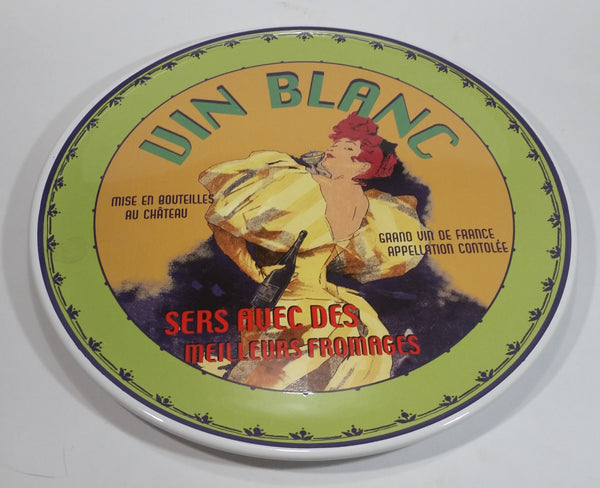 VIN BLANC
MISE EN BOUTEILLES
AU CHÂTEAU
GRAND VIN DE FRANCE
APPELLATION CONTOLÉE
SERS AVEC DES
MEILLEURS FROMAGES